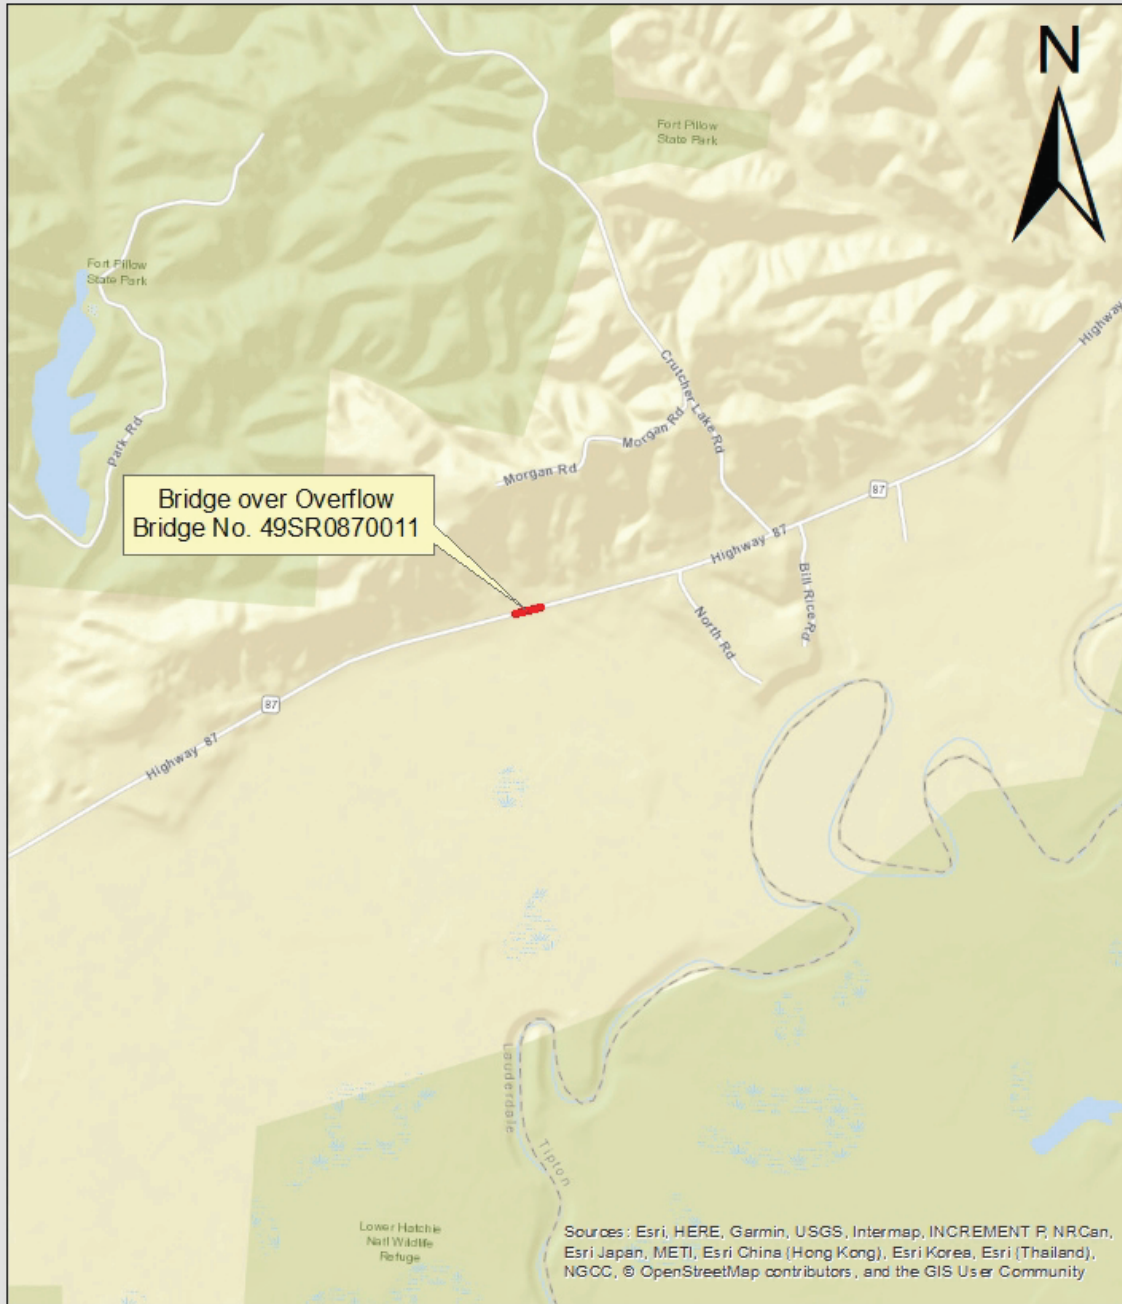 N
Fort Pillow
State Park
Fort Pillow
State Park
Highway
Crutcher Lake Rd
Park Rd
Morgan Rd
Morgan Rd
Bridge over Overflow
Bridge No. 49SR0870011
87
Highway 87
Bill Rice Rd
North Rd
87
Highway 87
Lauderdale
Tipton
Lower Hatchie
Natl Wildlife
Refuge
Sources: Esri, HERE, Garmin, USGS, Intermap, INCREMENT P, NRCan,
Esri Japan, METI, Esri China (Hong Kong), Esri Korea, Esri (Thailand),
NGCC, © OpenStreetMap contributors, and the GIS User Community